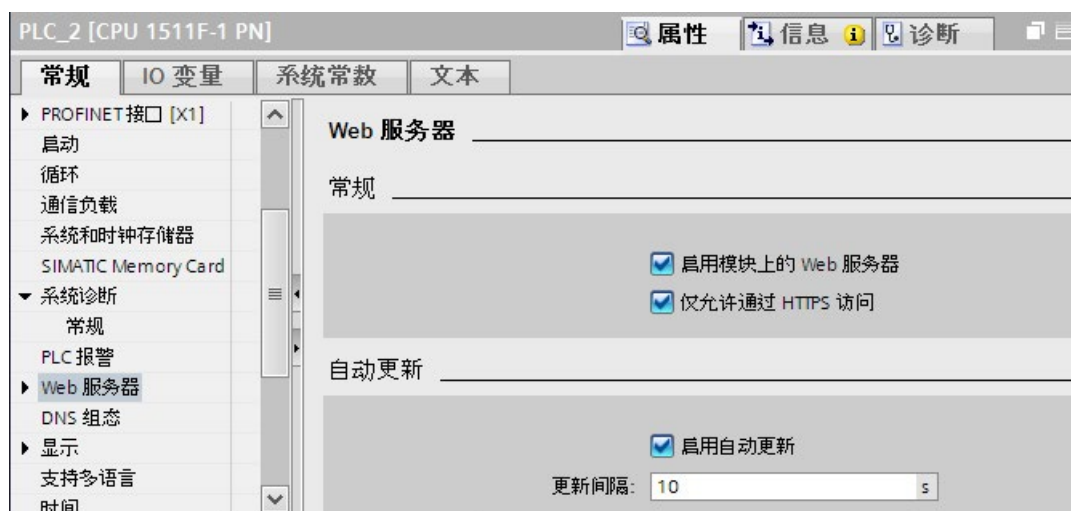 PLC_2 [CPU 1511F-1 PN]
属性 信息 诊断
常规 IO 变量 系统常数 文本
PROFINET接口 [X1]
启动
循环
通信负载
系统和时钟存储器
SIMATIC Memory Card
系统诊断
常规
PLC 报警
Web 服务器
DNS 组态
显示
支持多语言
时间
Web 服务器
常规
启用模块上的 Web 服务器
仅允许通过 HTTPS 访问
自动更新
启用自动更新
更新间隔: 10 s